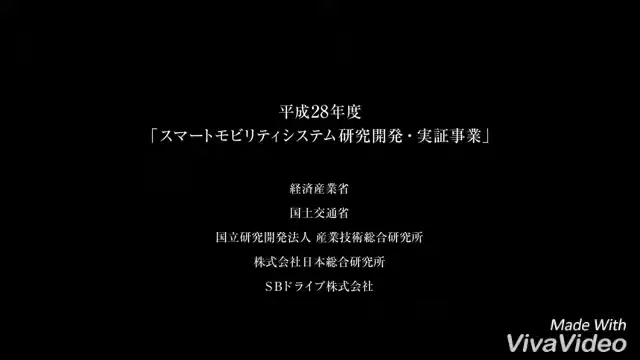 平成28年度
「スマートモビリティシステム研究開発・実証事業」
経済産業省
国土交通省
国立研究開発法人 産業技術総合研究所
株式会社日本総合研究所
SBドライブ株式会社
Made With
VivaVideo